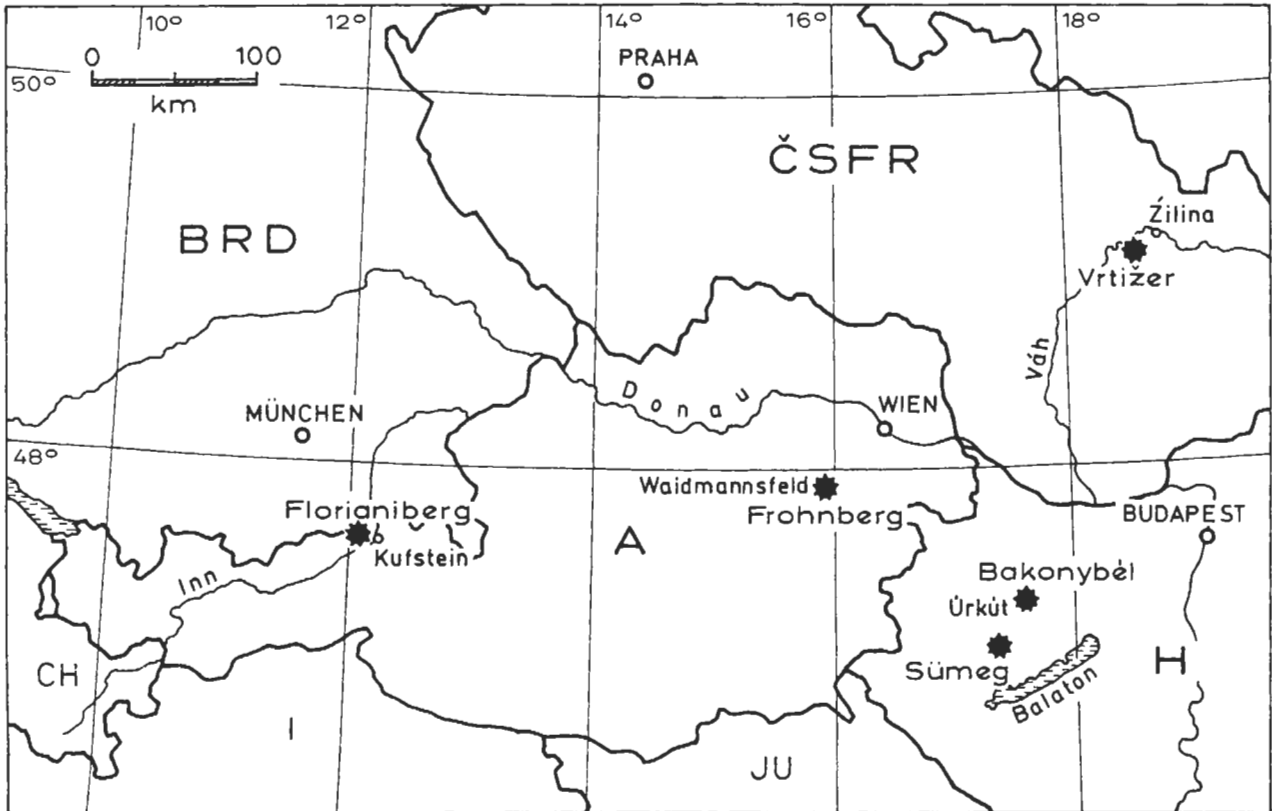 10° 12° 14° 16° 18°
0 100
km
50°
PRAHA
ČSFR
BRD
Źilina
Vrtižer
Váh
Donau
MÜNCHEN
WIEN
48°
Waidmannsfeld
Frohnberg
Florianiberg
Kufstein
BUDAPEST
A
Inn
Bakonybél
Úrkút
Sümeg
Balaton
H
CH
I
JU